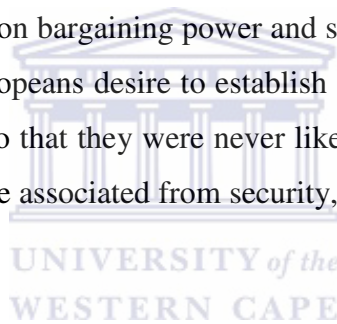 on bargaining power and s
opeans desire to establish
o that they were never like
e associated from security,
UNIVERSITY of the
WESTERN CAPE